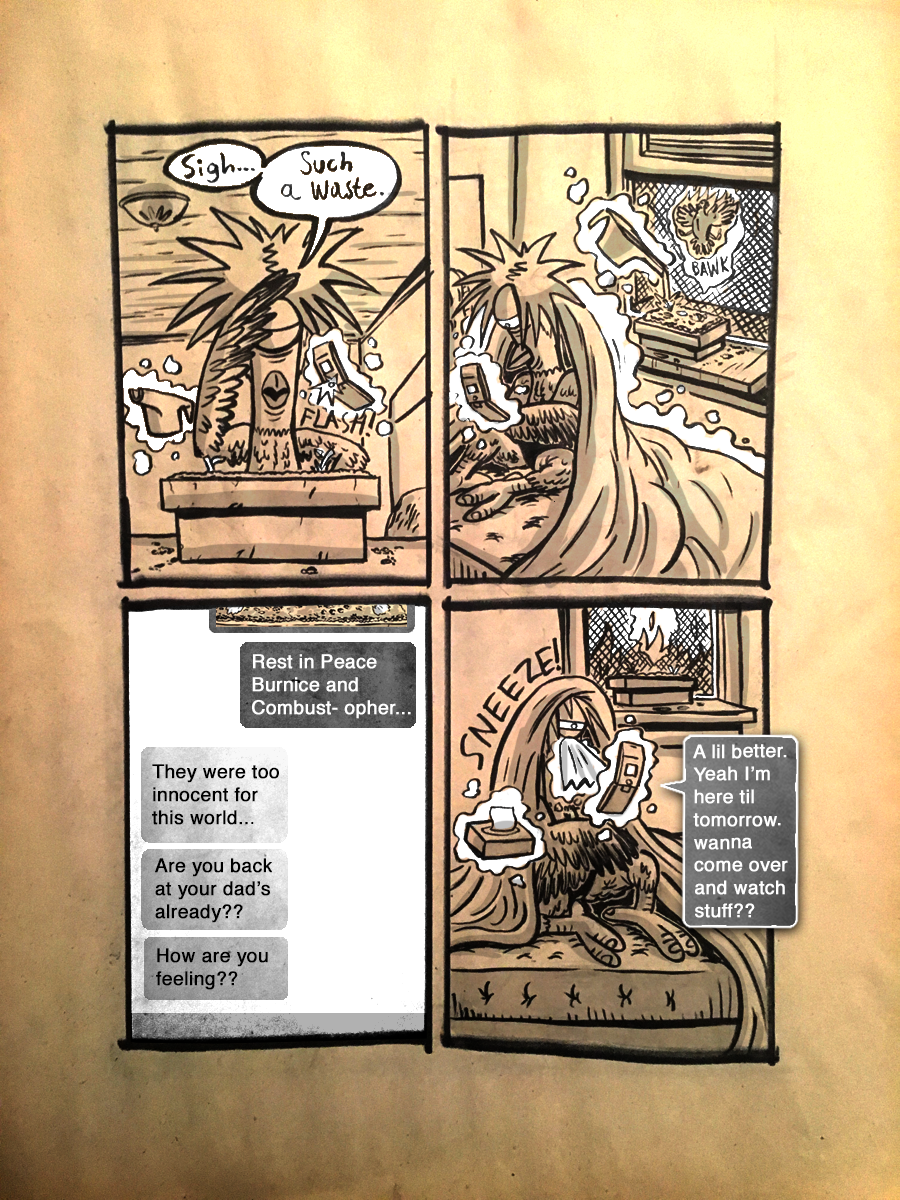 Sigh...
Such
a waste.
FLASH!
BAWK
Rest in Peace
Burnice and
Combust- opher...
They were too
innocent for
this world...
Are you back
at your dad's
already??
How are you
feeling??
SNEEZE!
A lil better.
Yeah I'm
here til
tomorrow.
wanna
come over
and watch
stuff??